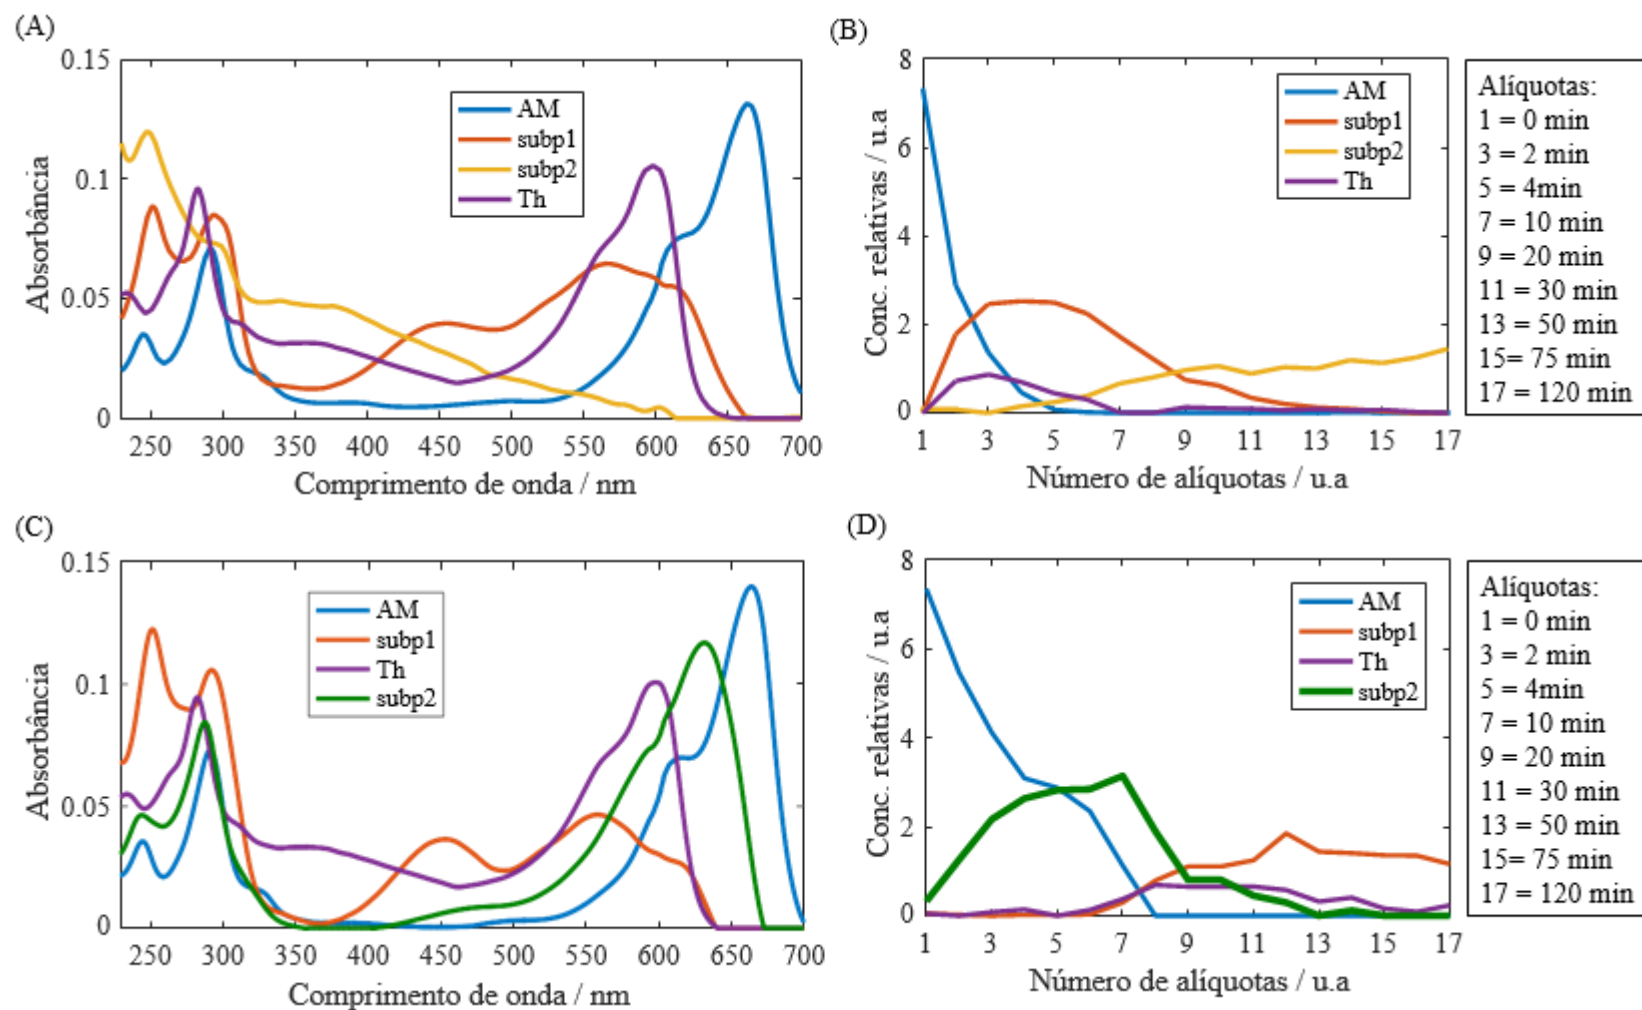 (A)
0.15
0.1
0.05
0
Absorbância
AM
subp1
subp2
Th
250 300 350 400 450 500 550 600 650 700
Comprimento de onda / nm
(B)
8
6
4
2
0
Conc. relativas / u.a
AM
subp1
subp2
Th
1 3 5 7 9 11 13 15 17
Número de alíquotas / u.a
Alíquotas:
1 = 0 min
3 = 2 min
5 = 4min
7 = 10 min
9 = 20 min
11 = 30 min
13 = 50 min
15= 75 min
17 = 120 min
(C)
0.15
0.1
0.05
0
Absorbância
AM
subp1
Th
subp2
250 300 350 400 450 500 550 600 650 700
Comprimento de onda / nm
(D)
8
6
4
2
0
Conc. relativas / u.a
AM
subp1
Th
subp2
1 3 5 7 9 11 13 15 17
Número de alíquotas / u.a
Alíquotas:
1 = 0 min
3 = 2 min
5 = 4min
7 = 10 min
9 = 20 min
11 = 30 min
13 = 50 min
15= 75 min
17 = 120 min